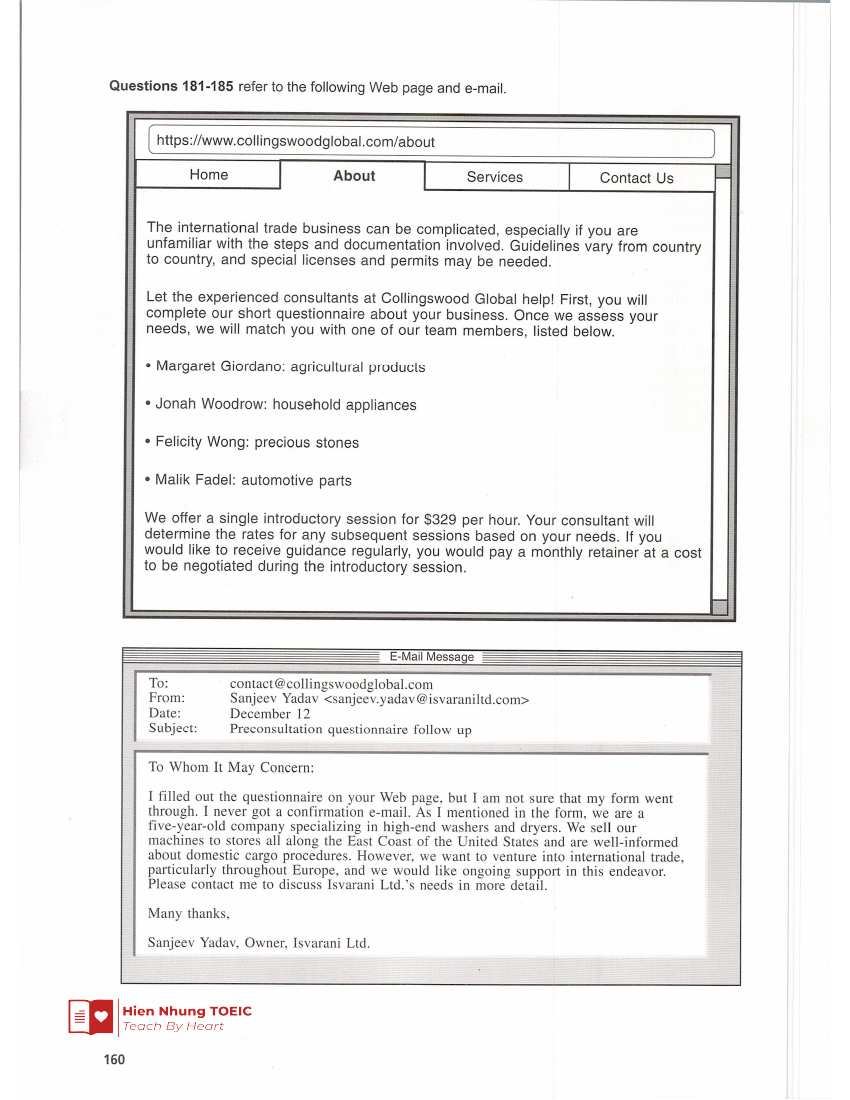 Questions 181-185 refer to the following Web page and e-mail.
https://www.collingswoodglobal.com/about
Home About Services Contact Us
The international trade business can be complicated, especially if you are
unfamiliar with the steps and documentation involved. Guidelines vary from country
to country, and special licenses and permits may be needed.
Let the experienced consultants at Collingswood Global help! First, you will
complete our short questionnaire about your business. Once we assess your
needs, we will match you with one of our team members, listed below.
• Margaret Giordano: agricultural products
• Jonah Woodrow: household appliances
• Felicity Wong: precious stones
• Malik Fadel: automotive parts
We offer a single introductory session for $329 per hour. Your consultant will
determine the rates for any subsequent sessions based on your needs. If you
would like to receive guidance regularly, you would pay a monthly retainer at a cost
to be negotiated during the introductory session.
E-Mail Message
To: contact@collingswoodglobal.com
From: Sanjeev Yadav <sanjeev.yadav@isvaraniltd.com>
Date: December 12
Subject: Preconsultation questionnaire follow up
To Whom It May Concern:
I filled out the questionnaire on your Web page, but I am not sure that my form went
through. I never got a confirmation e-mail. As I mentioned in the form, we are a
five-year-old company specializing in high-end washers and dryers. We sell our
machines to stores all along the East Coast of the United States and are well-informed
about domestic cargo procedures. However, we want to venture into international trade,
particularly throughout Europe, and we would like ongoing support in this endeavor.
Please contact me to discuss Isvarani Ltd.'s needs in more detail.
Many thanks,
Sanjeev Yadav, Owner, Isvarani Ltd.
Hien Nhung TOEIC
Teach By Heart
160